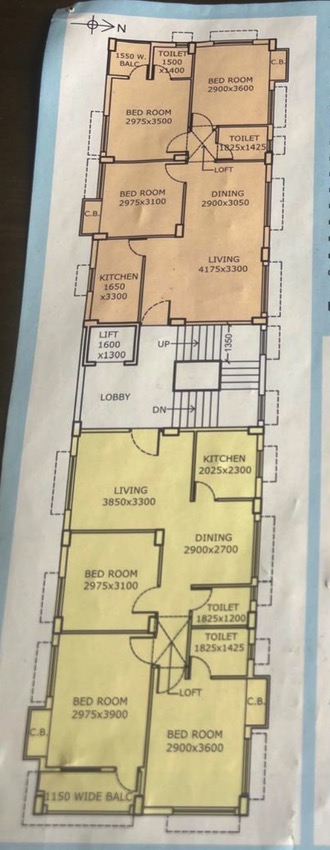 N
1550 W.
BALC
TOILET
1500
x1400
BED ROOM
2900x3600
C.B.
BED ROOM
2975x3500
TOILET
1825x1425
LOFT
BED ROOM
2975x3100
DINING
2900x3050
C.B.
LIVING
4175x3300
KITCHEN
1650
x3300
LIFT
1600
x1300
UP
1350
LOBBY
DN
KITCHEN
2025x2300
LIVING
3850x3300
DINING
2900x2700
BED ROOM
2975x3100
TOILET
1825x1200
TOILET
1825x1425
LOFT
BED ROOM
2975x3900
C.B.
BED ROOM
2900x3600
C.B.
1150 WIDE BALC